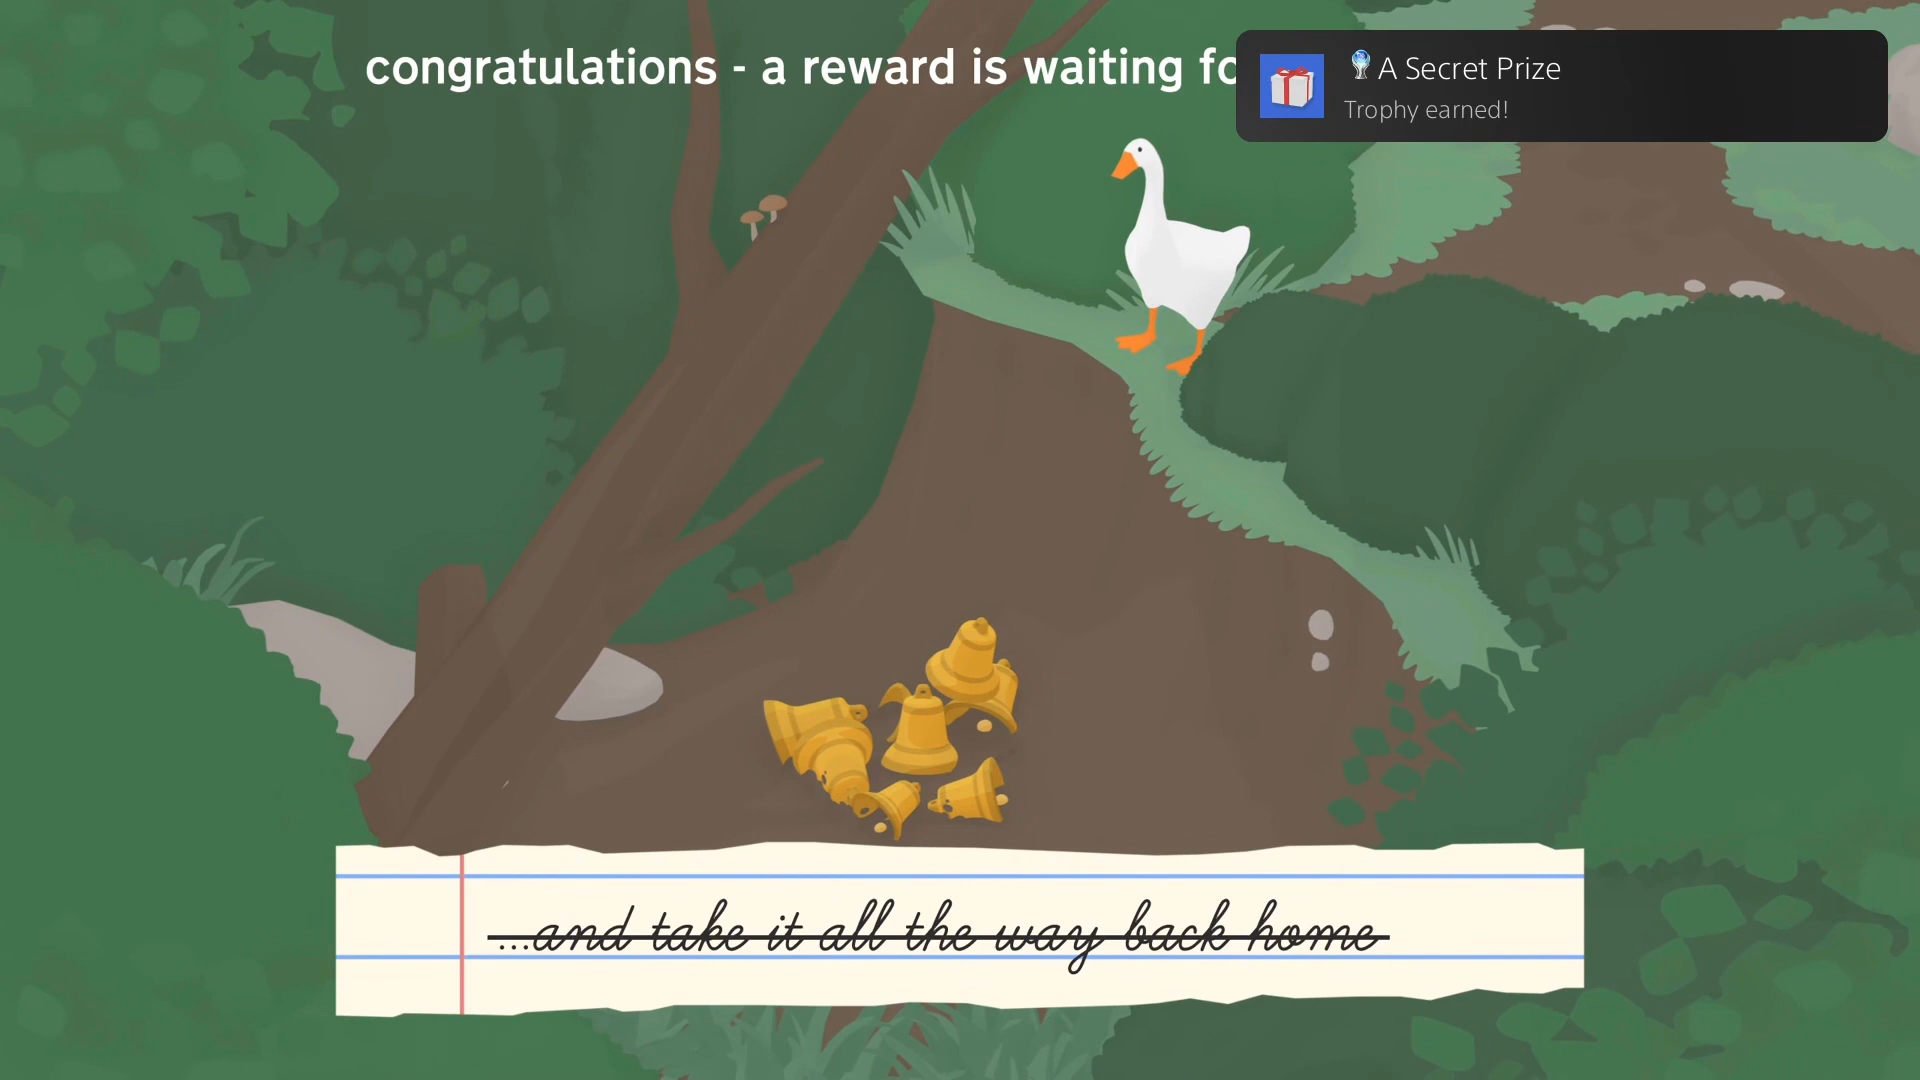 congratulations - a reward is waiting fo
A Secret Prize
Trophy earned!
...and take it all the way back home